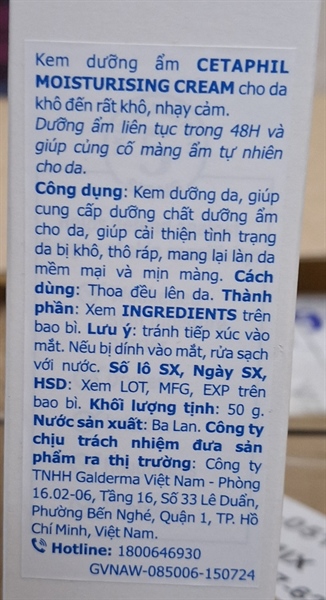 Kem dưỡng ẩm CETAPHIL
MOISTURISING CREAM cho da
khô đến rất khô, nhạy cảm.
Dưỡng ẩm liên tục trong 48H và
giúp củng cố màng ẩm tự nhiên
cho da.
Công dụng: Kem dưỡng da, giúp
cung cấp dưỡng chất dưỡng ẩm
cho da, giúp cải thiện tình trạng
da bị khô, thô ráp, mang lại làn da
mềm mại và mịn màng. Cách
dùng: Thoa đều lên da. Thành
phần: Xem INGREDIENTS trên
bao bì. Lưu ý: tránh tiếp xúc vào
mắt. Nếu bị dính vào mắt, rửa sạch
với nước. Số lô SX, Ngày SX,
HSD: Xem LOT, MFG, EXP trên
bao bì. Khối lượng tịnh: 50 g.
Nước sản xuất: Ba Lan. Công ty
chịu trách nhiệm đưa sản
phẩm ra thị trường: Công ty
TNHH Galderma Việt Nam - Phòng
16.02-06, Tầng 16, Số 33 Lê Duẩn,
Phường Bến Nghé, Quận 1, TP. Hồ
Chí Minh, Việt Nam.
Hotline: 1800646930
GVNAW-085006-150724